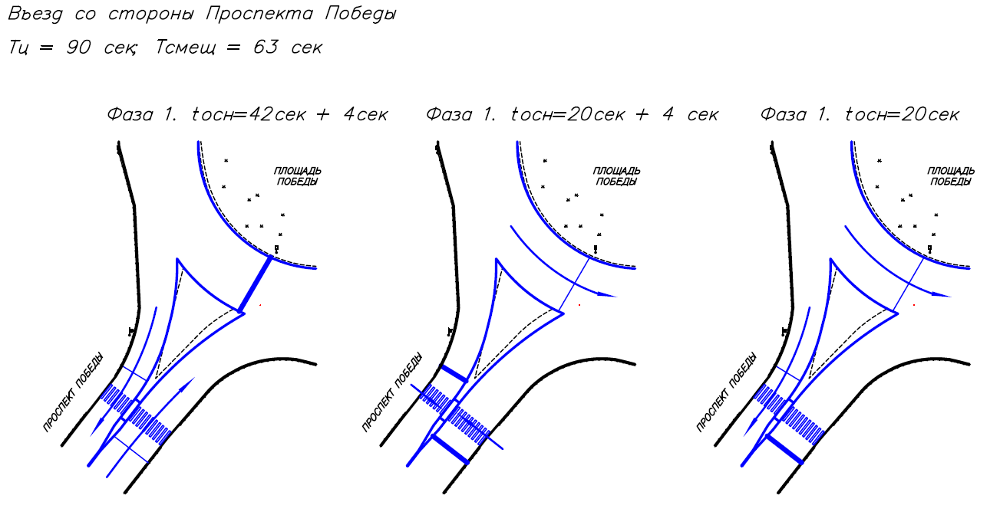 Въезд со стороны Проспекта Победы
Тц = 90 сек; Тсмещ = 63 сек
Фаза 1. tосн=42сек + 4сек
Фаза 1. tосн=20сек + 4 сек
Фаза 1. tосн=20сек
ПЛОЩАДЬ
ПОБЕДЫ
ПЛОЩАДЬ
ПОБЕДЫ
ПЛОЩАДЬ
ПОБЕДЫ
ПРОСПЕКТ ПОБЕДЫ
ПРОСПЕКТ ПОБЕДЫ
ПРОСПЕКТ ПОБЕДЫ